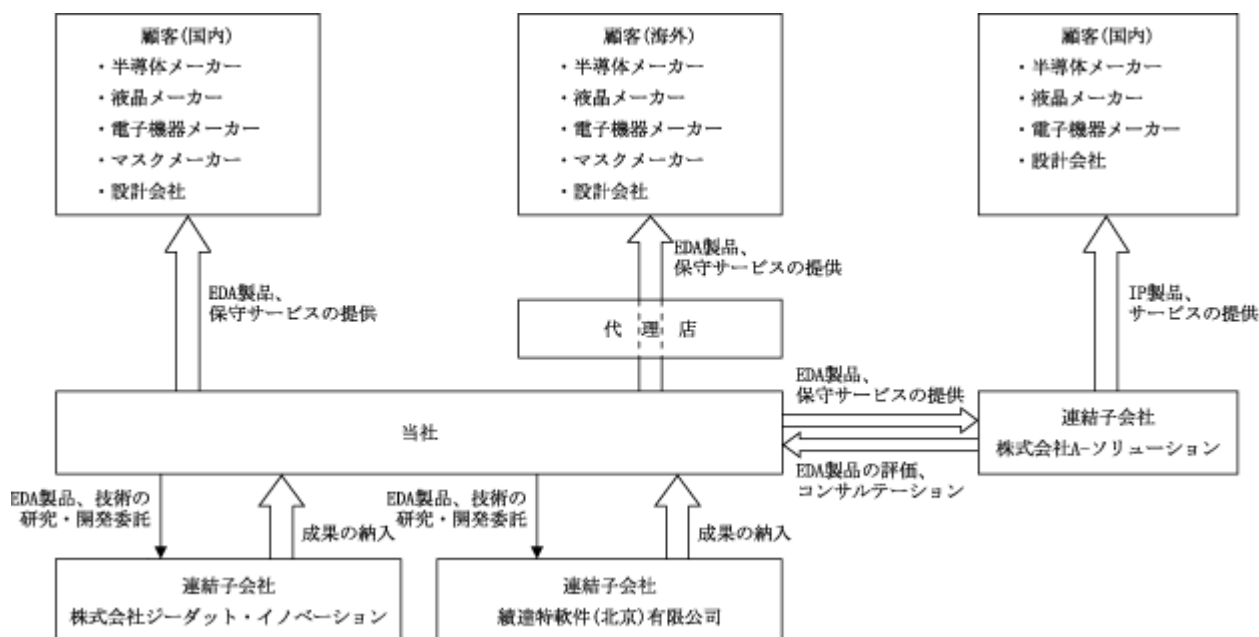 顧客(国内)
・半導体メーカー
・液晶メーカー
・電子機器メーカー
・マスクメーカー
・設計会社
顧客(海外)
・半導体メーカー
・液晶メーカー
・電子機器メーカー
・マスクメーカー
・設計会社
顧客(国内)
・半導体メーカー
・液晶メーカー
・電子機器メーカー
・設計会社
EDA製品、
保守サービスの提供
EDA製品、
保守サービスの提供
IP製品、
サービスの提供
代 理 店
EDA製品、
保守サービスの提供
当社
連結子会社
株式会社A-ソリューション
EDA製品の評価、
コンサルテーション
EDA製品、技術の
研究・開発委託
成果の納入
EDA製品、技術の
研究・開発委託
成果の納入
連結子会社
株式会社ジーダット・イノベーション
連結子会社
績達特軟件(北京)有限公司